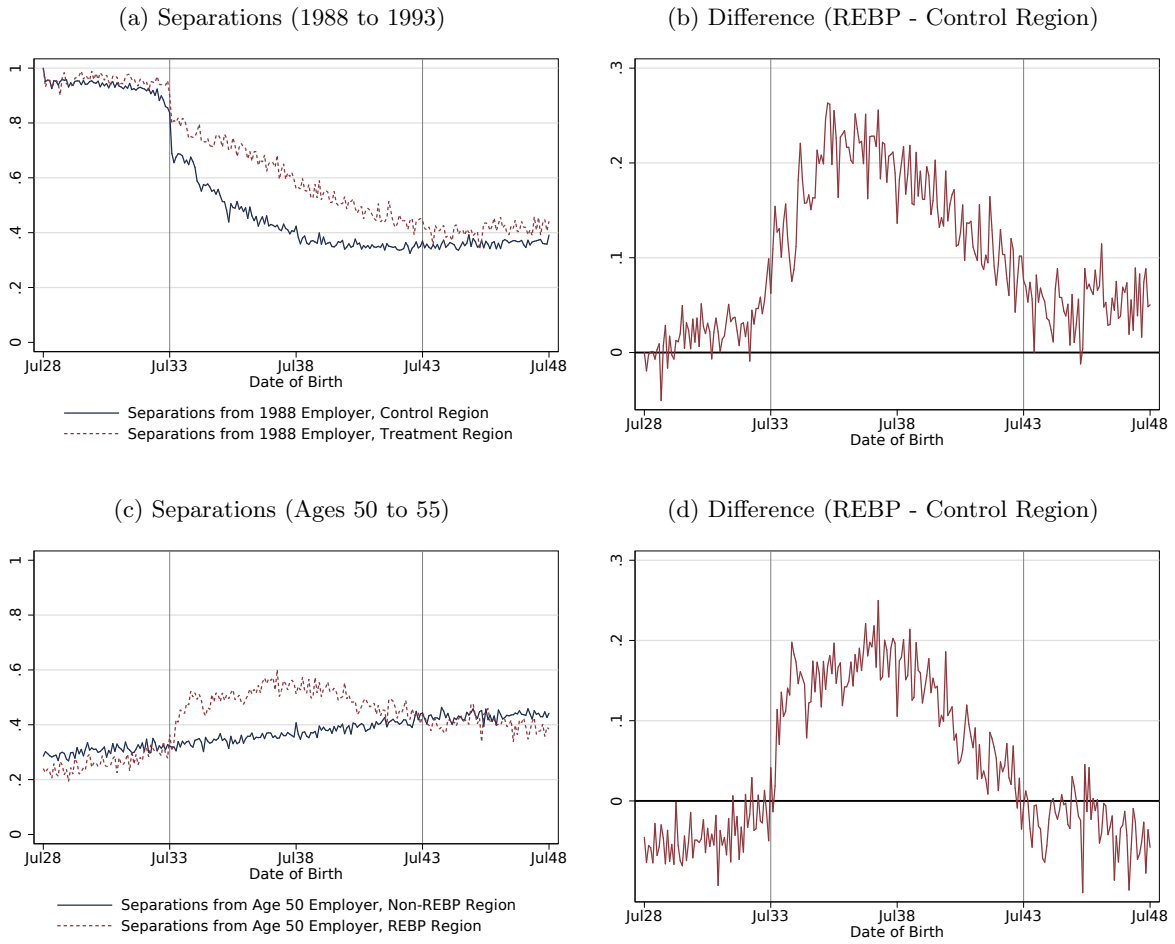 (a) Separations (1988 to 1993)
(b) Difference (REBP - Control Region)
1
.8
.6
.4
.2
0
Jul28 Jul33 Jul38 Jul43 Jul48
Date of Birth
Separations from 1988 Employer, Control Region
Separations from 1988 Employer, Treatment Region
.3
.2
.1
0
Jul28 Jul33 Jul38 Jul43 Jul48
Date of Birth
(c) Separations (Ages 50 to 55)
(d) Difference (REBP - Control Region)
1
.8
.6
.4
.2
0
Jul28 Jul33 Jul38 Jul43 Jul48
Date of Birth
Separations from Age 50 Employer, Non-REBP Region
Separations from Age 50 Employer, REBP Region
.3
.2
.1
0
Jul28 Jul33 Jul38 Jul43 Jul48
Date of Birth